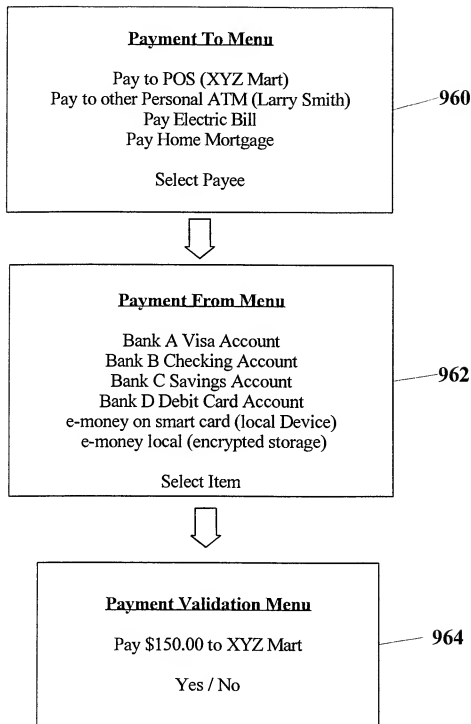 Payment To Menu
Pay to POS (XYZ Mart)
Pay to other Personal ATM (Larry Smith)
Pay Electric Bill
Pay Home Mortgage
Select Payee
960
Payment From Menu
Bank A Visa Account
Bank B Checking Account
Bank C Savings Account
Bank D Debit Card Account
e-money on smart card (local Device)
e-money local (encrypted storage)
Select Item
962
Payment Validation Menu
Pay $150.00 to XYZ Mart
Yes / No
964